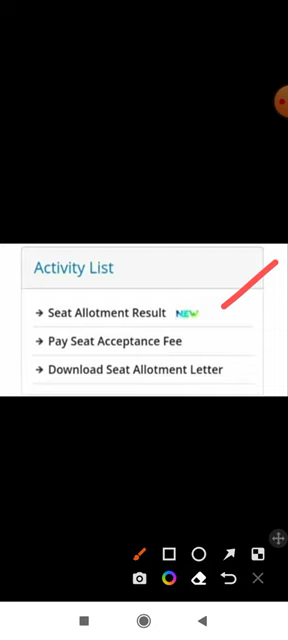 Activity List
→ Seat Allotment Result NEW
→ Pay Seat Acceptance Fee
→ Download Seat Allotment Letter